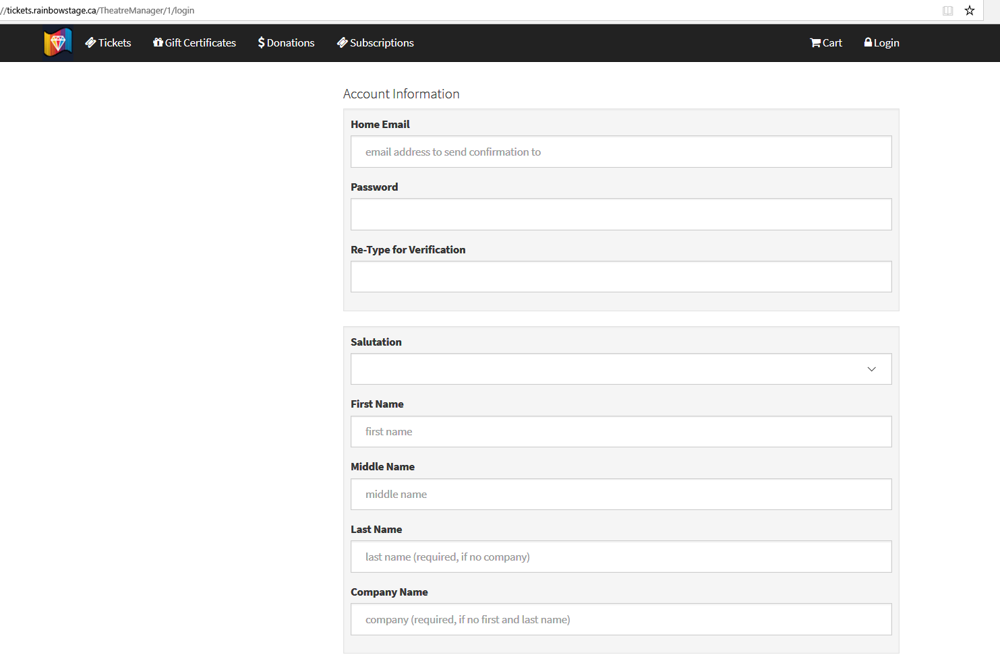 //tickets.rainbowstage.ca/TheatreManager/1/login
Tickets Gift Certificates $Donations Subscriptions Cart Login
Account Information
Home Email
email address to send confirmation to
Password
Re-Type for Verification
Salutation
First Name
first name
Middle Name
middle name
Last Name
last name (required, if no company)
Company Name
company (required, if no first and last name)